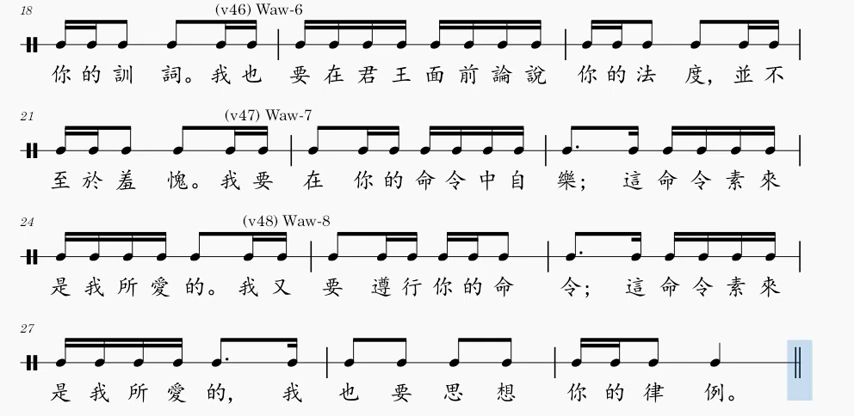 18 (v46) Waw-6
你的訓 詞。我也 要在君王面前論說 你的法 度，並不
21 (v47) Waw-7
至於羞 愧。我要 在 你的命令中自 樂；這命令素來
24 (v48) Waw-8
是我所愛的。我又 要 遵行你的命 令；這命令素來
27
是我所愛的，我 也要思想 你的律 例。